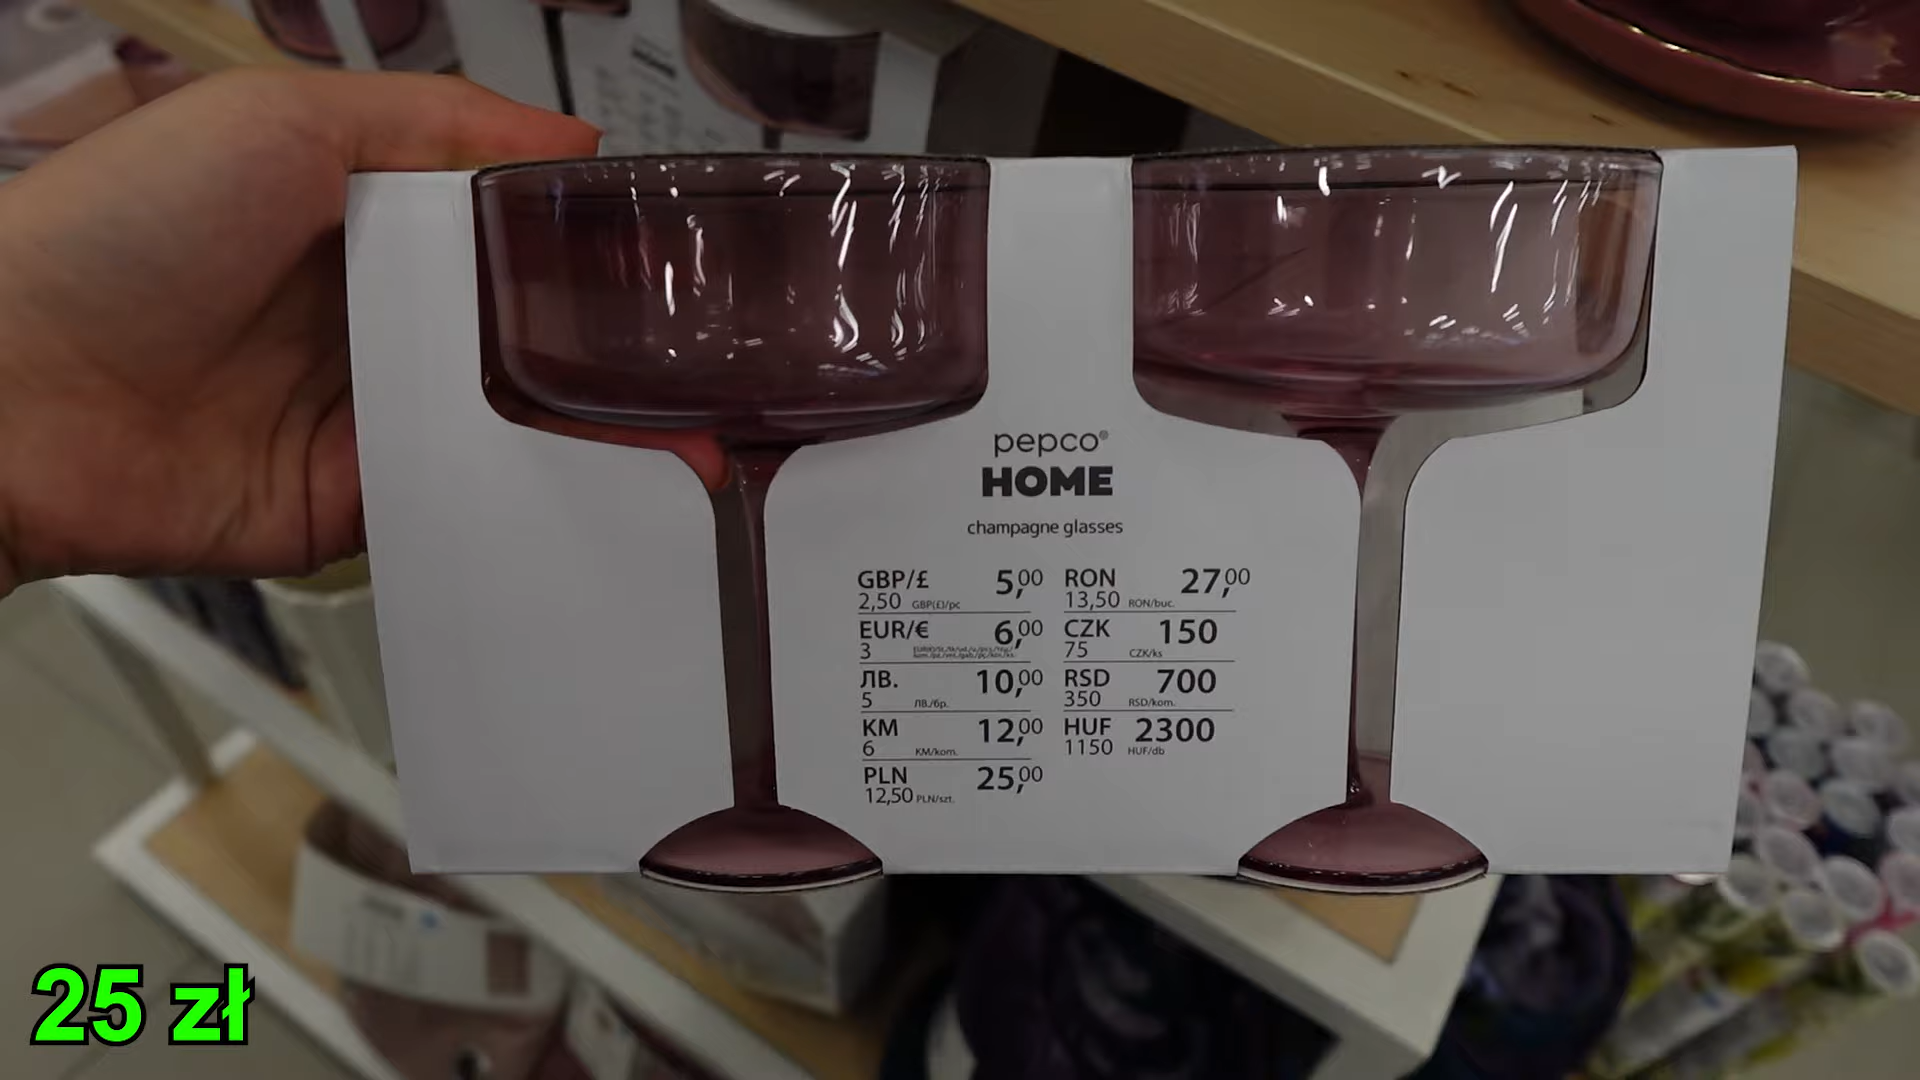 pepco®
HOME
champagne glasses
GBP/£ 5,00
2,50 GBP(£)/pc
EUR/€ 6,00
3
ЛВ. 10,00
5 ЛВ./бр.
KM 12,00
6 KM/kom.
PLN 25,00
12,50 PLN/szt.
RON 27,00
13,50 RON/buc.
CZK 150
75 CZK/ks
RSD 700
350 RSD/kom.
HUF 2300
1150 HUF/db
25 zł